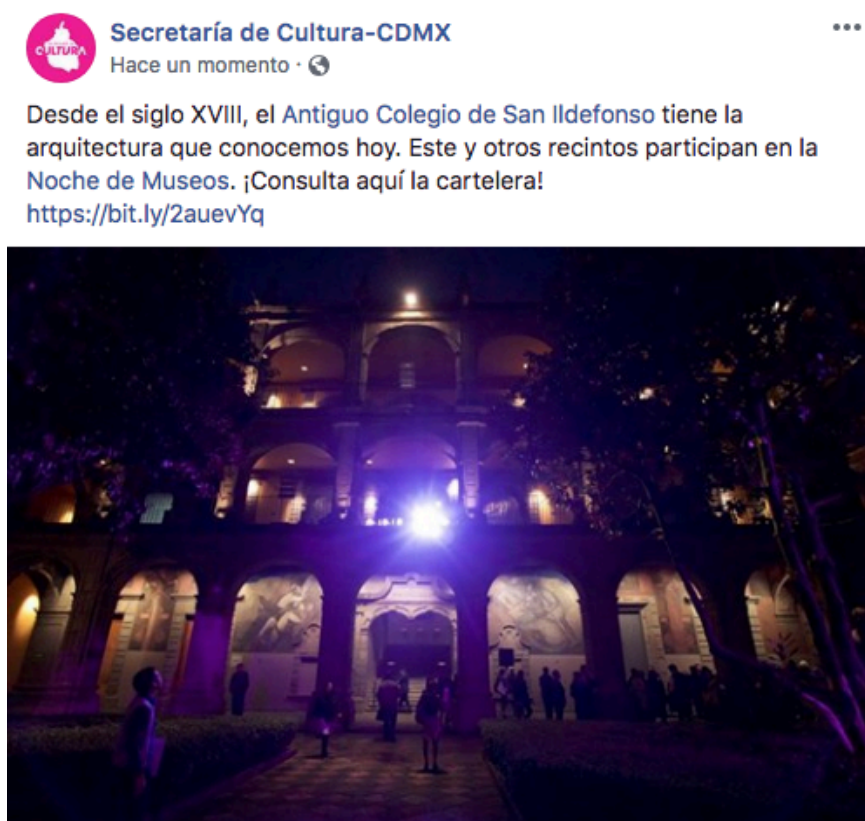 CULTURA
Secretaría de Cultura-CDMX
Hace un momento ·
Desde el siglo XVIII, el Antiguo Colegio de San Ildefonso tiene la
arquitectura que conocemos hoy. Este y otros recintos participan en la
Noche de Museos. ¡Consulta aquí la cartelera!
https://bit.ly/2auevYq